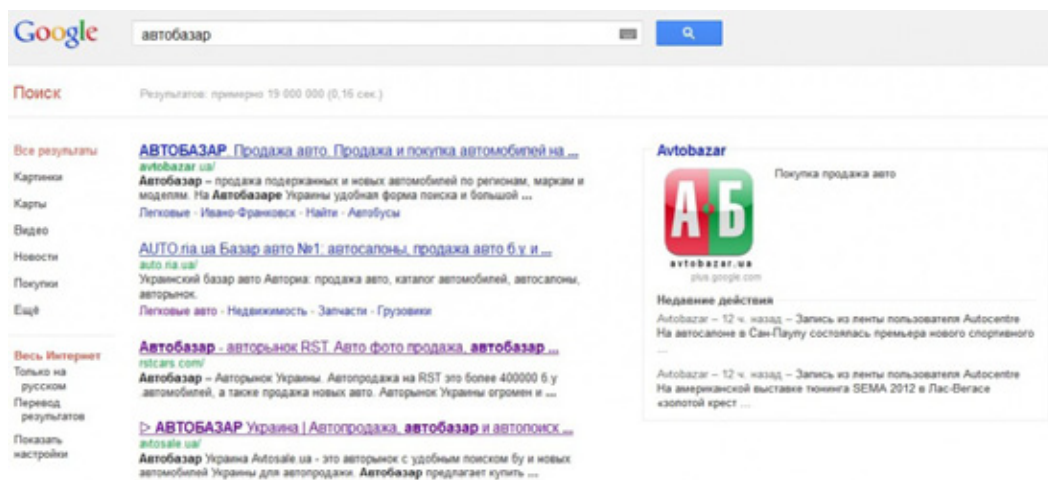 Google
автобазар
Поиск
Результатов: примерно 19 000 000 (0,16 сек.)
Все результаты
Картинки
Карты
Видео
Новости
Покупки
Ещё
Весь Интернет
Только на
русском
Перевод
результатов
Показать
настройки
АВТОБАЗАР. Продажа авто. Продажа и покупка автомобилей на ...
avtobazar.ua/
Автобазар – продажа подержанных и новых автомобилей по регионам, маркам и
моделям. На Автобазаре Украины удобная форма поиска и большой ...
Легковые - Ивано-Франковск - Найти - Автобусы
AUTO.ria.ua Базар авто №1: автосалоны, продажа авто б.у. и ...
auto.ria.ua/
Украинский базар авто Авториа: продажа авто, каталог автомобилей, автосалоны,
авторынок.
Легковые авто - Недвижимость - Запчасти - Грузовики
Автобазар - авторынок RST. Авто фото продажа, автобазар ...
rstcars.com/
Автобазар – Авторынок Украины. Автопродажа на RST это более 400000 б.у
.автомобилей, а также продажа новых авто. Авторынок Украины огромен и ...
▷ АВТОБАЗАР Украина | Автопродажа, автобазар и автопоиск ...
avtosale.ua/
Автобазар Украина Avtosale.ua - это авторынок с удобным поиском бу и новых
автомобилей Украины для автопродажи. Автобазар предлагает купить ...
Avtobazar
Покупка продажа авто
А·Б
avtobazar.ua
plus.google.com
Недавние действия
Avtobazar – 12 ч. назад – Запись из ленты пользователя Autocentre
На автосалоне в Сан-Паулу состоялась премьера нового спортивного
...
Avtobazar – 12 ч. назад – Запись из ленты пользователя Autocentre
На американской выставке тюнинга SEMA 2012 в Лас-Вегасе
«золотой крест ...